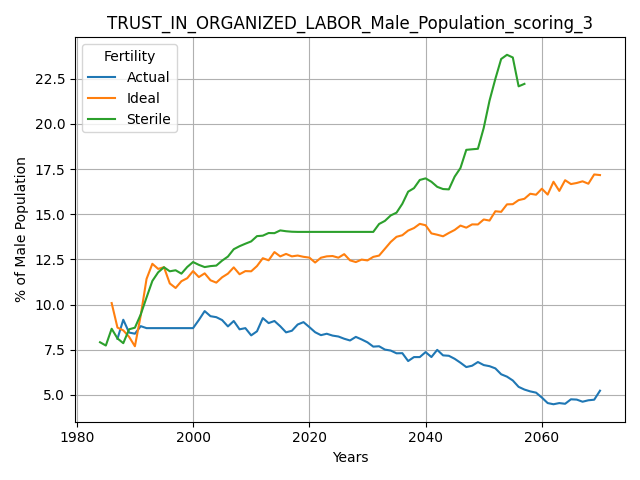 TRUST_IN_ORGANIZED_LABOR_Male_Population_scoring_3
Fertility
Actual
Ideal
Sterile
% of Male Population
22.5
20.0
17.5
15.0
12.5
10.0
7.5
5.0
1980
2000
2020
2040
2060
Years